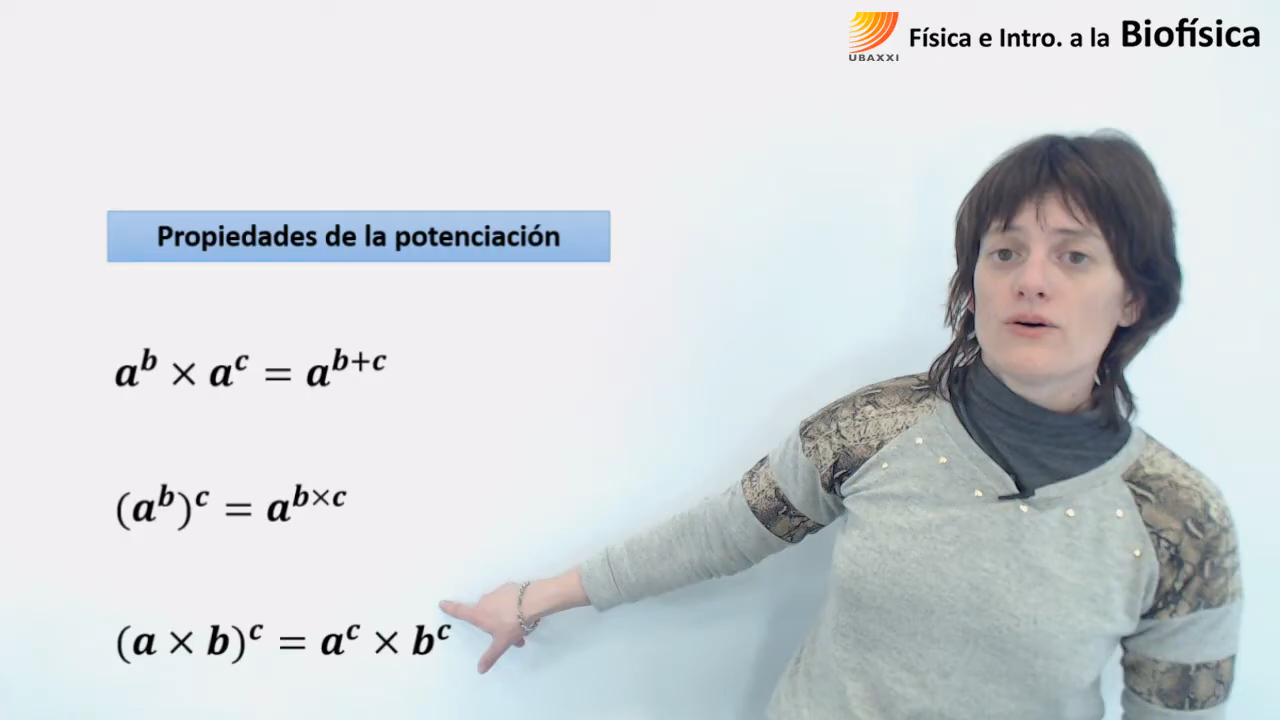 UBAXXI
Física e Intro. a la Biofísica
Propiedades de la potenciación
a^b × a^c = a^{b+c}
(a^b)^c = a^{b×c}
(a × b)^c = a^c × b^c